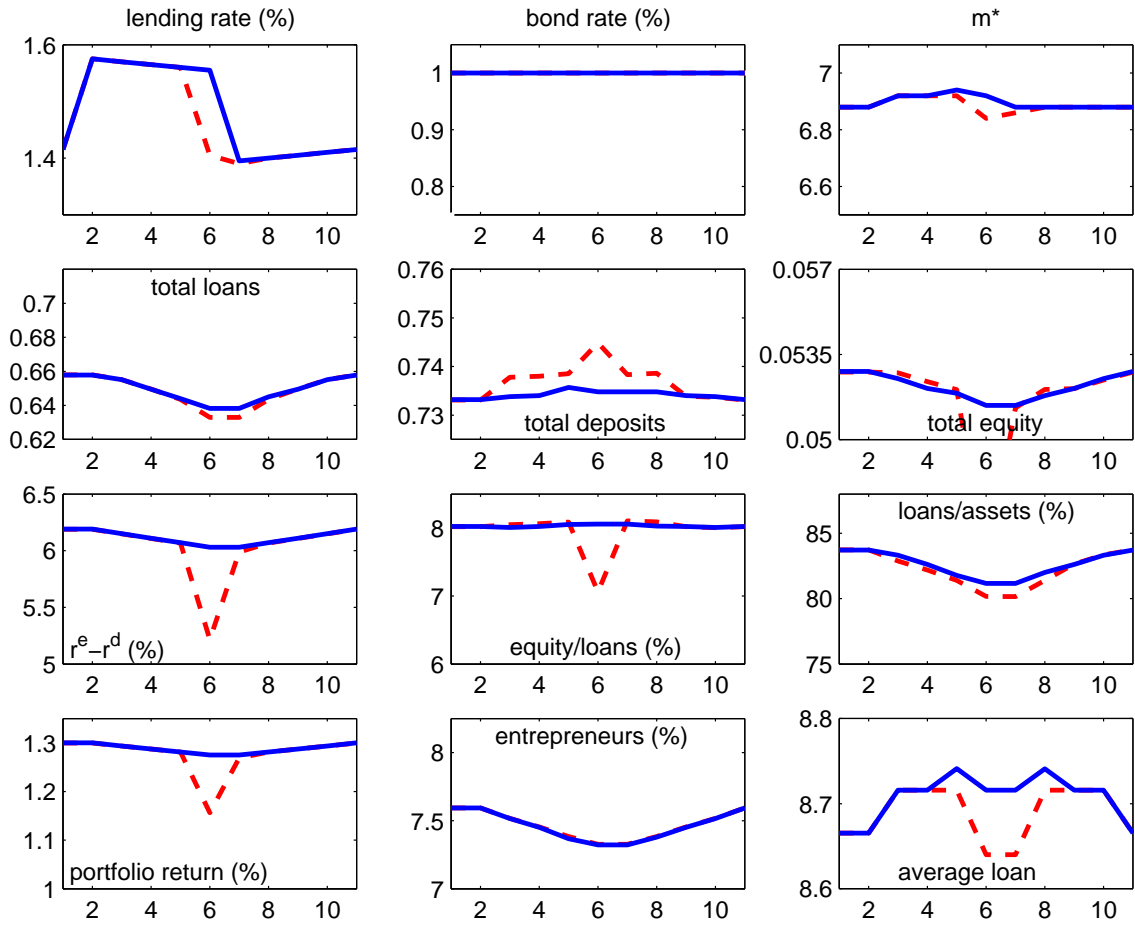 lending rate (%)
bond rate (%)
m*
1.6
1.4
2 4 6 8 10
1
0.9
0.8
2 4 6 8 10
7
6.8
6.6
2 4 6 8 10
total loans
0.7
0.68
0.66
0.64
0.62
2 4 6 8 10
0.76
0.75
0.74
0.73
total deposits
2 4 6 8 10
0.057
0.0535
0.05
total equity
2 4 6 8 10
6.5
6
5.5
5
r^e−r^d (%)
2 4 6 8 10
8
7
6
equity/loans (%)
2 4 6 8 10
loans/assets (%)
85
80
75
2 4 6 8 10
1.3
1.2
1.1
1
portfolio return (%)
2 4 6 8 10
entrepreneurs (%)
8
7.5
7
2 4 6 8 10
8.8
8.7
8.6
average loan
2 4 6 8 10